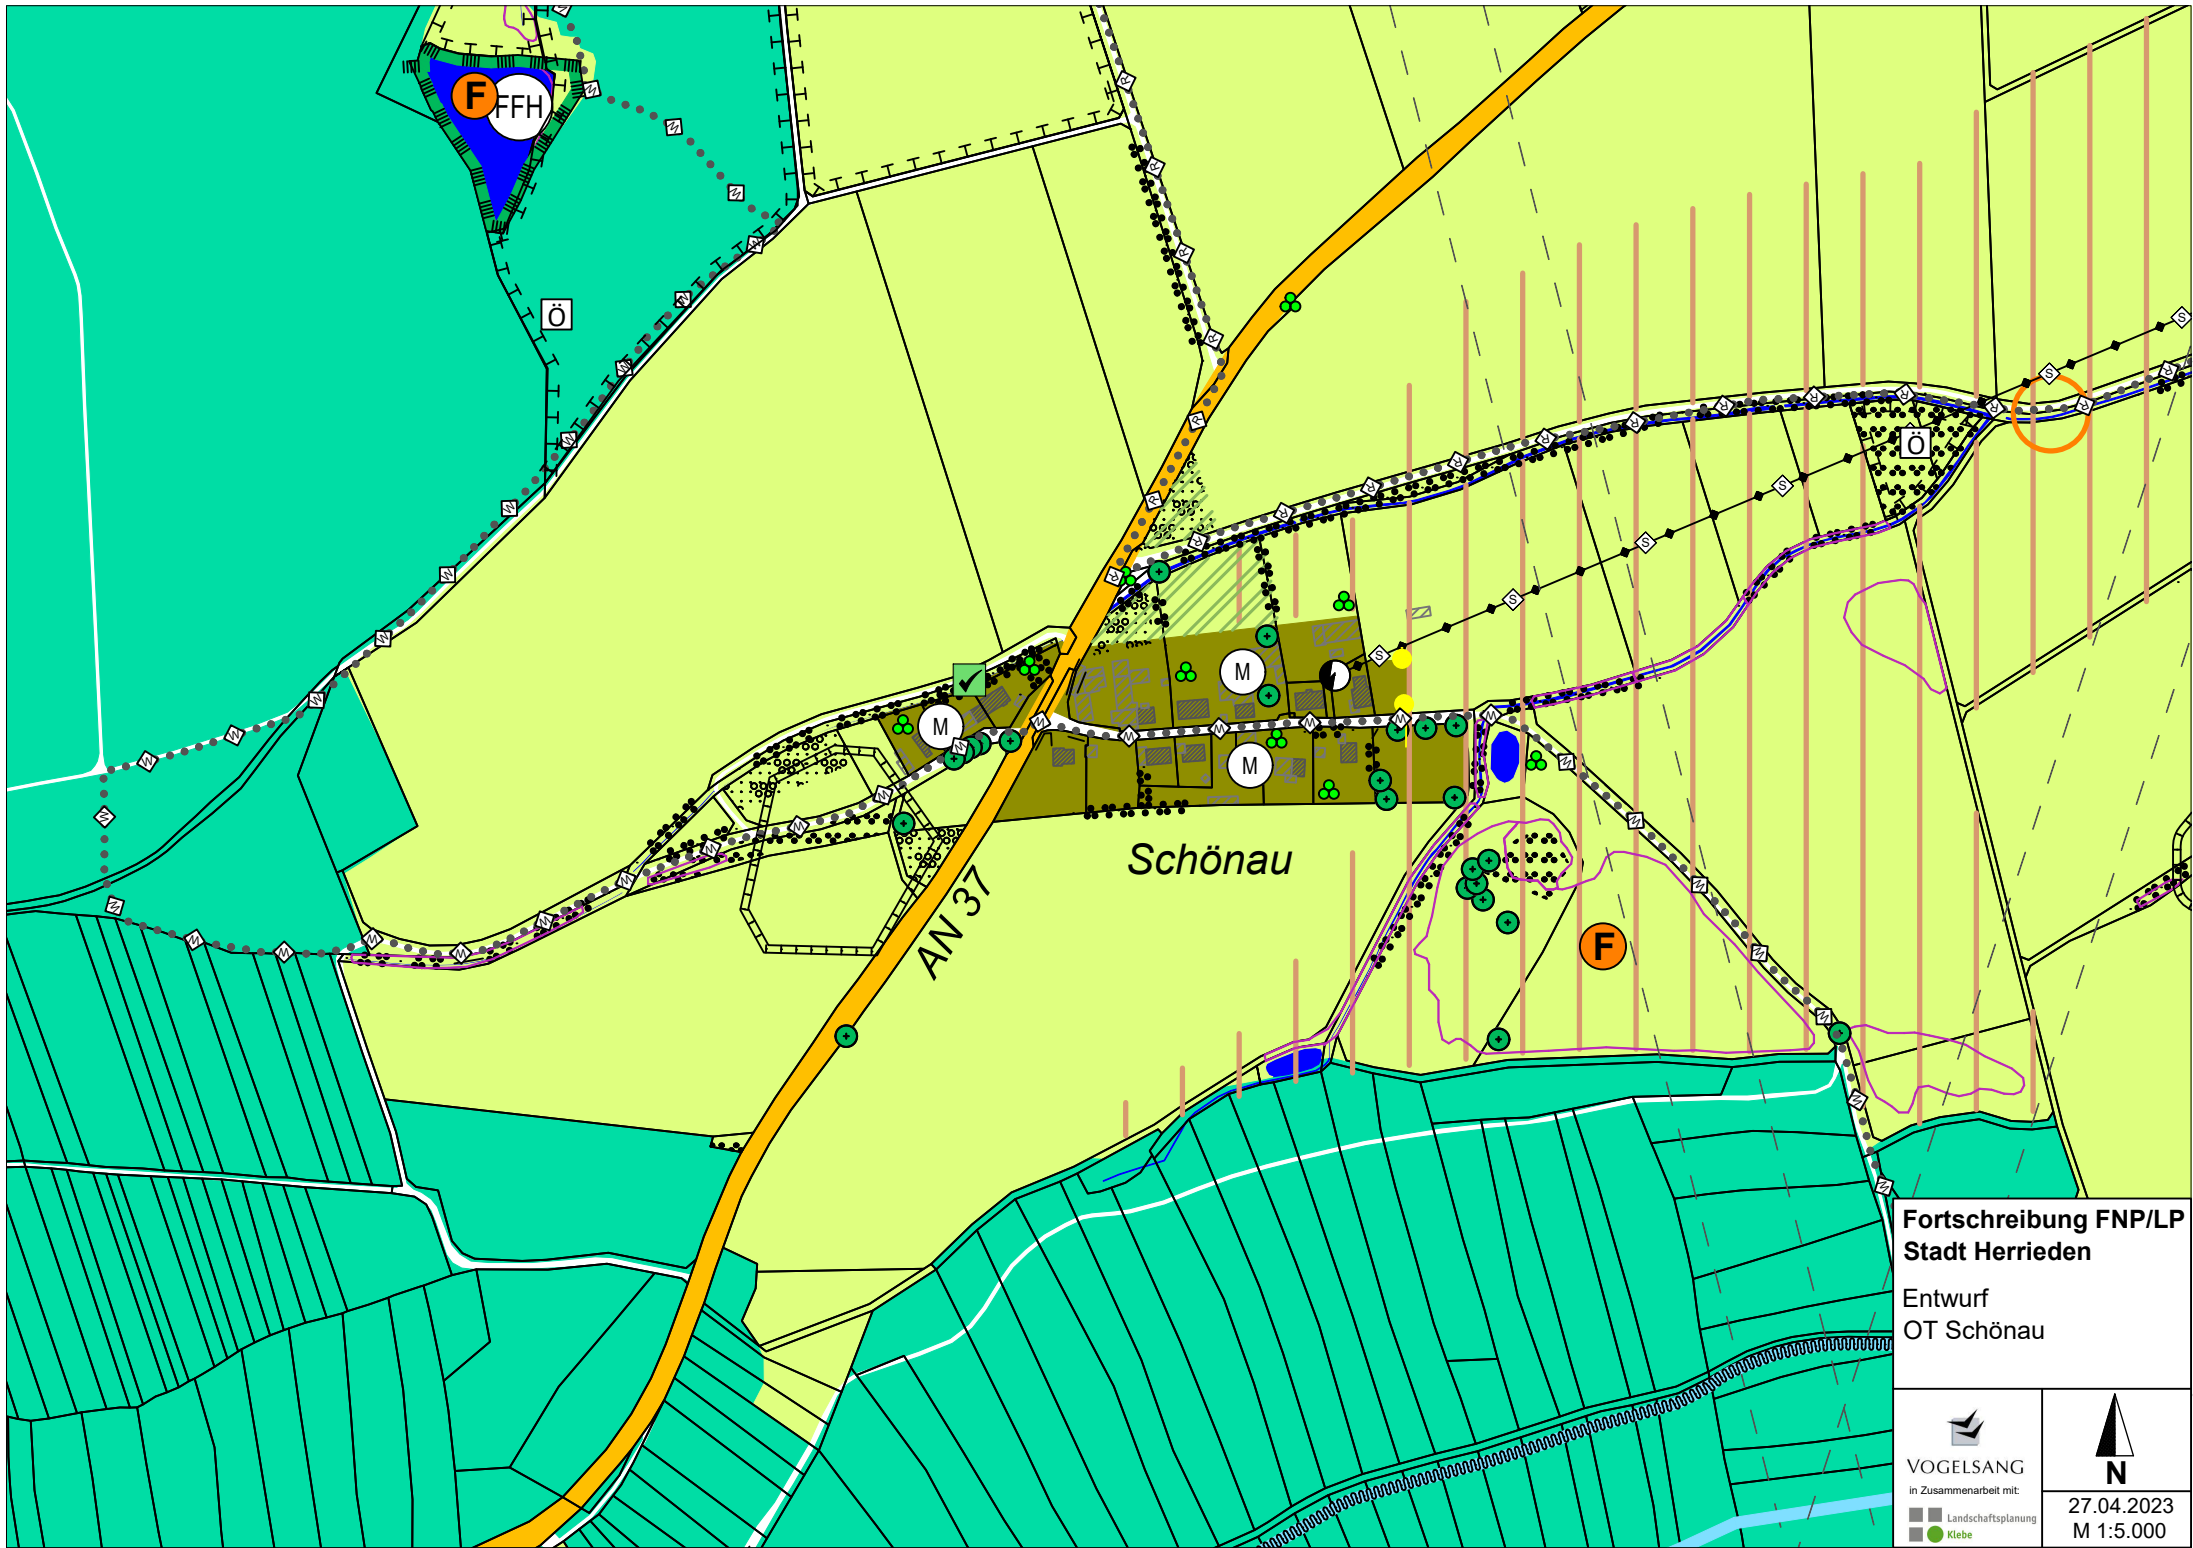 F
FFH
Ö
Ö
M
M
M
Schönau
AN 37
F
Fortschreibung FNP/LP
Stadt Herrieden
Entwurf
OT Schönau
VOGELSANG
in Zusammenarbeit mit:
Landschaftsplanung
Klebe
N
27.04.2023
M 1:5.000